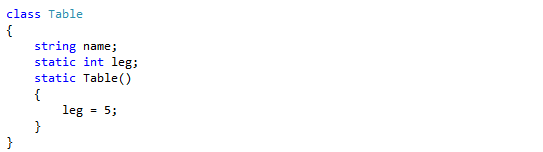 class Table
{
    string name;
    static int leg;
    static Table()
    {
        leg = 5;
    }
}